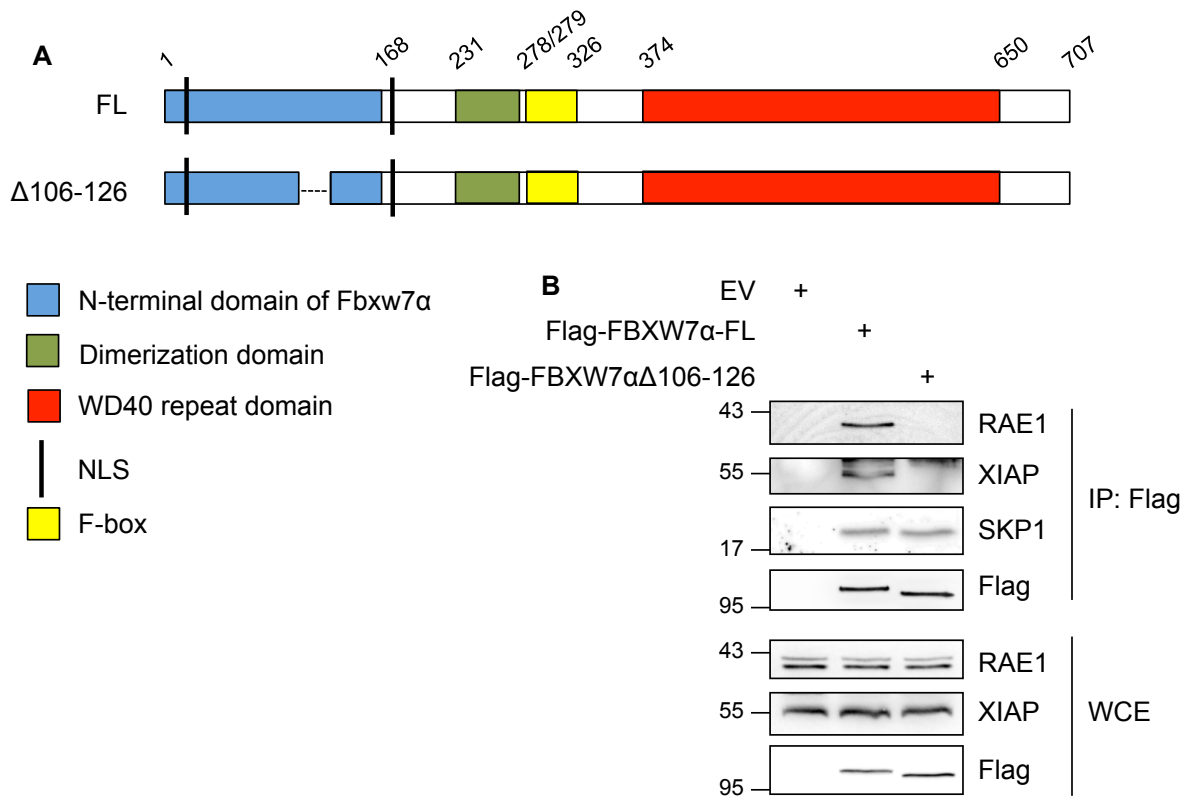 A
1 168 231 278/279 326 374 650 707
FL
Δ106-126
N-terminal domain of Fbxw7α
Dimerization domain
WD40 repeat domain
NLS
F-box
B
EV +
Flag-FBXW7α-FL +
Flag-FBXW7αΔ106-126 +
43 RAE1
55 XIAP
IP: Flag
17 SKP1
95 Flag
43 RAE1
55 XIAP
WCE
95 Flag